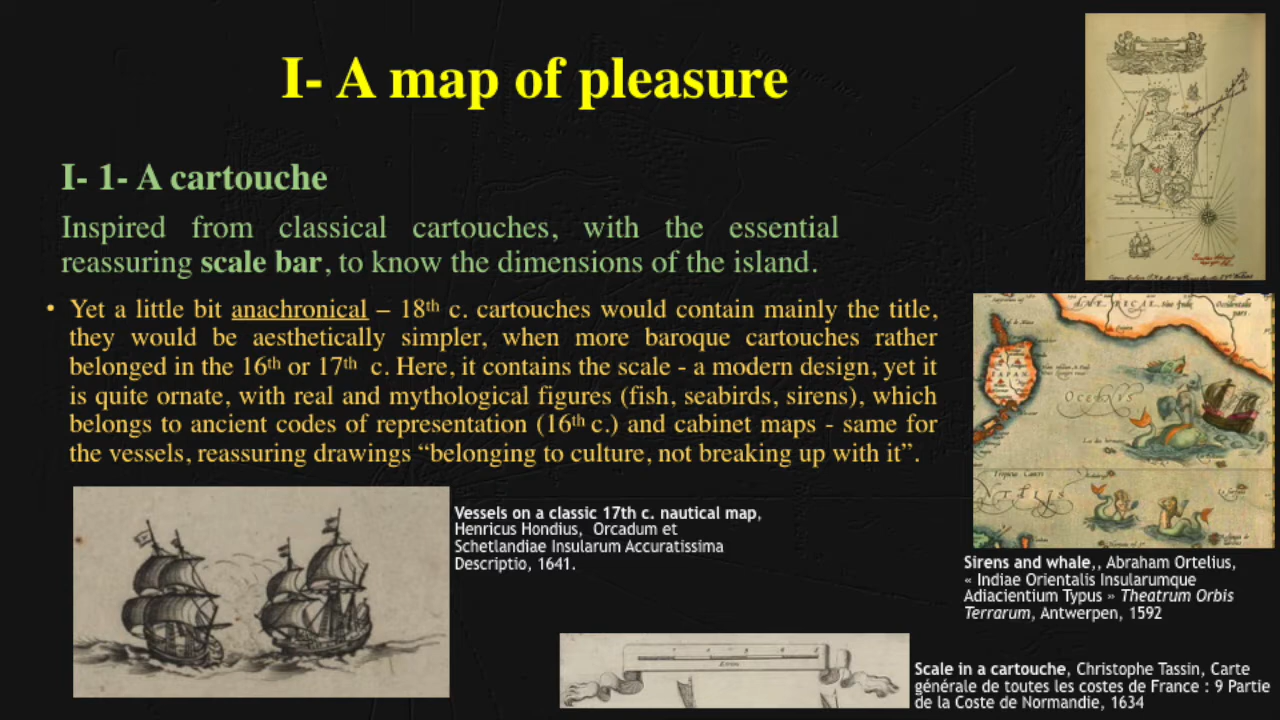 I- A map of pleasure
I- 1- A cartouche
Inspired from classical cartouches, with the essential
reassuring scale bar, to know the dimensions of the island.
• Yet a little bit anachronical – 18th c. cartouches would contain mainly the title,
they would be aesthetically simpler, when more baroque cartouches rather
belonged in the 16th or 17th c. Here, it contains the scale - a modern design, yet it
is quite ornate, with real and mythological figures (fish, seabirds, sirens), which
belongs to ancient codes of representation (16th c.) and cabinet maps - same for
the vessels, reassuring drawings “belonging to culture, not breaking up with it”.
IAPAN
Oceanus
Tropicus Cancri
Vessels on a classic 17th c. nautical map,
Henricus Hondius, Orcadum et
Schetlandiae Insularum Accuratissima
Descriptio, 1641.
Sirens and whale,, Abraham Ortelius,
« Indiae Orientalis Insularumque
Adiacientium Typus » Theatrum Orbis
Terrarum, Antwerpen, 1592
Scale in a cartouche, Christophe Tassin, Carte
générale de toutes les costes de France : 9 Partie
de la Coste de Normandie, 1634